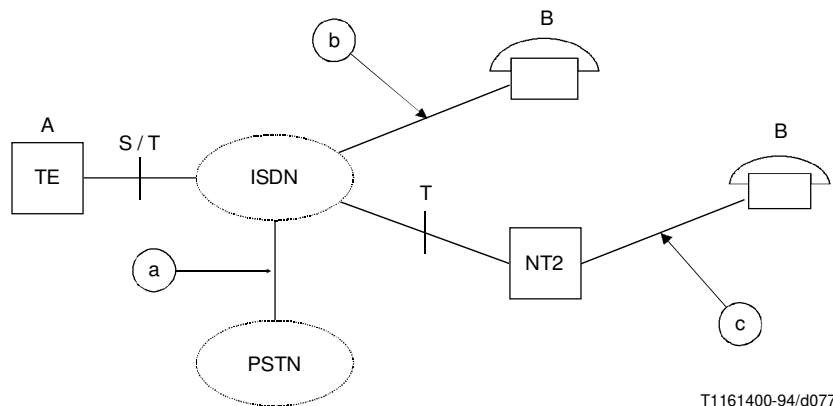 B
b
A
S / T
B
TE
ISDN
T
a
NT2
c
PSTN
T1161400-94/d077